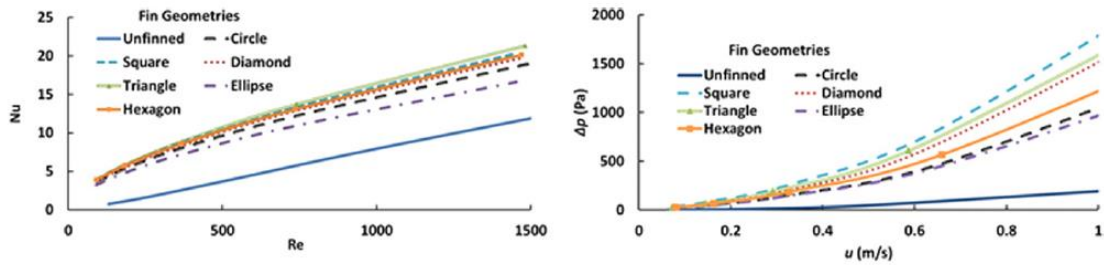 25
20
15
10
5
0
Nu
Fin Geometries
Unfinned
Circle
Square
Diamond
Triangle
Ellipse
Hexagon
0
500
1000
1500
Re
2000
1500
1000
500
0
Δp (Pa)
Fin Geometries
Unfinned
Circle
Square
Diamond
Triangle
Ellipse
Hexagon
0
0.2
0.4
0.6
0.8
1
u (m/s)